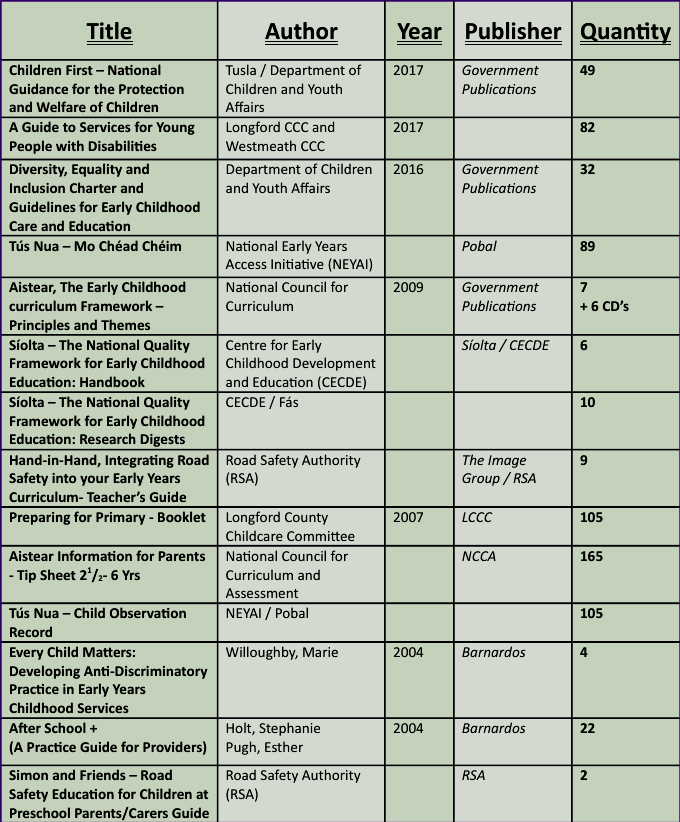 Title Author Year Publisher Quantity
Children First – National Tusla / Department of 2017 Government 49
Guidance for the Protection Children and Youth Publications
and Welfare of Children Affairs
A Guide to Services for Young Longford CCC and 2017 82
People with Disabilities Westmeath CCC
Diversity, Equality and Department of Children 2016 Government 32
Inclusion Charter and and Youth Affairs Publications
Guidelines for Early Childhood
Care and Education
Tús Nua – Mo Chéad Chéim National Early Years Pobal 89
Access Initiative (NEYAI)
Aistear, The Early Childhood National Council for 2009 Government 7
curriculum Framework – Curriculum Publications + 6 CD's
Principles and Themes
Síolta – The National Quality Centre for Early Síolta / CECDE 6
Framework for Early Childhood Childhood Development
Education: Handbook and Education (CECDE)
Síolta – The National Quality CECDE / Fás 10
Framework for Early Childhood
Education: Research Digests
Hand-in-Hand, Integrating Road Road Safety Authority The Image 9
Safety into your Early Years (RSA) Group / RSA
Curriculum- Teacher's Guide
Preparing for Primary - Booklet Longford County 2007 LCCC 105
Childcare Committee
Aistear Information for Parents National Council for NCCA 165
- Tip Sheet 2¹/₂- 6 Yrs Curriculum and
Assessment
Tús Nua – Child Observation NEYAI / Pobal 105
Record
Every Child Matters: Willoughby, Marie 2004 Barnardos 4
Developing Anti-Discriminatory
Practice in Early Years
Childhood Services
After School + Holt, Stephanie 2004 Barnardos 22
(A Practice Guide for Providers) Pugh, Esther
Simon and Friends – Road Road Safety Authority RSA 2
Safety Education for Children at (RSA)
Preschool Parents/Carers Guide